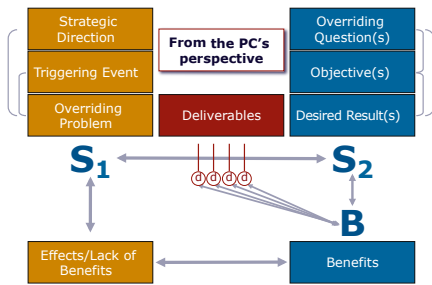 Strategic
Direction
From the PC's
perspective
Overriding
Question(s)
Triggering Event
Objective(s)
Overriding
Problem
Deliverables
Desired Result(s)
S1
S2
d d d d
B
Effects/Lack of
Benefits
Benefits